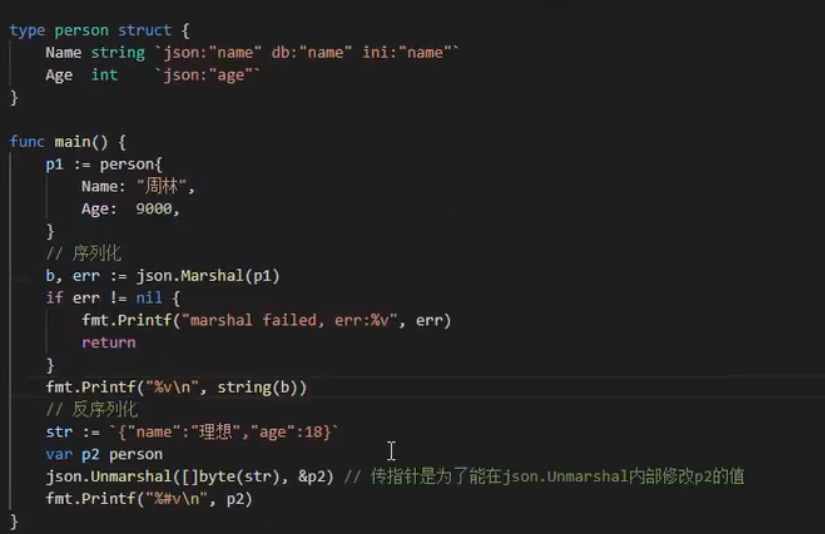 type person struct {
    Name string `json:"name" db:"name" ini:"name"`
    Age  int    `json:"age"`
}

func main() {
    p1 := person{
        Name: "周林",
        Age:  9000,
    }
    // 序列化
    b, err := json.Marshal(p1)
    if err != nil {
        fmt.Printf("marshal failed, err:%v", err)
        return
    }
    fmt.Printf("%v\n", string(b))
    // 反序列化
    str := `{"name":"理想","age":18}`
    var p2 person
    json.Unmarshal([]byte(str), &p2) // 传指针是为了能在json.Unmarshal内部修改p2的值
    fmt.Printf("%#v\n", p2)
}